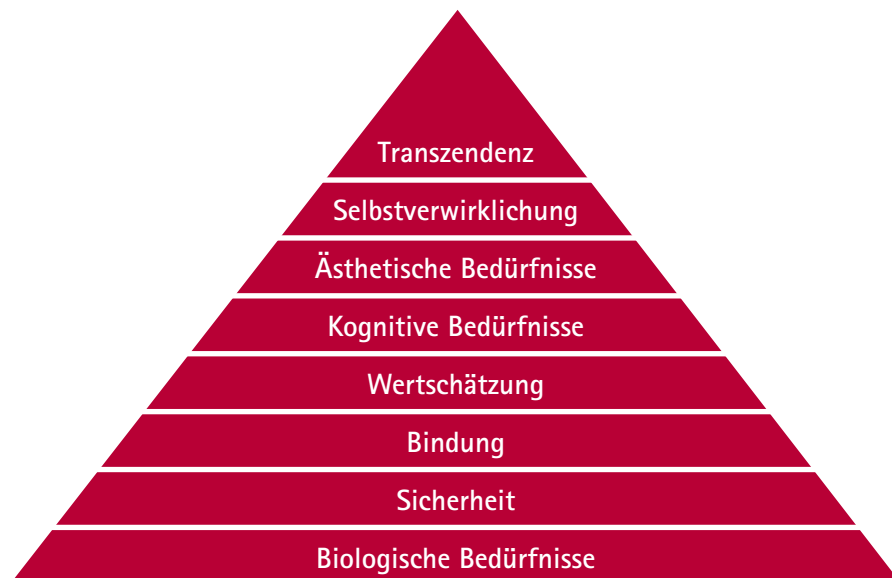 Transzendenz
Selbstverwirklichung
Ästhetische Bedürfnisse
Kognitive Bedürfnisse
Wertschätzung
Bindung
Sicherheit
Biologische Bedürfnisse